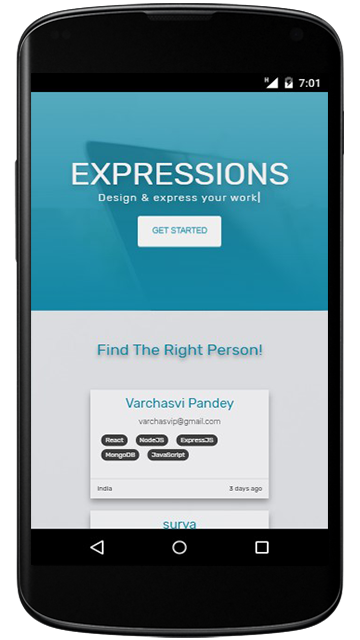 H
7:01
EXPRESSIONS
Design & express your work|
GET STARTED
Find The Right Person!
Varchasvi Pandey
varchasvip@gmail.com
React NodeJS ExpressJS
MongoDB JavaScript
India 3 days ago
surya